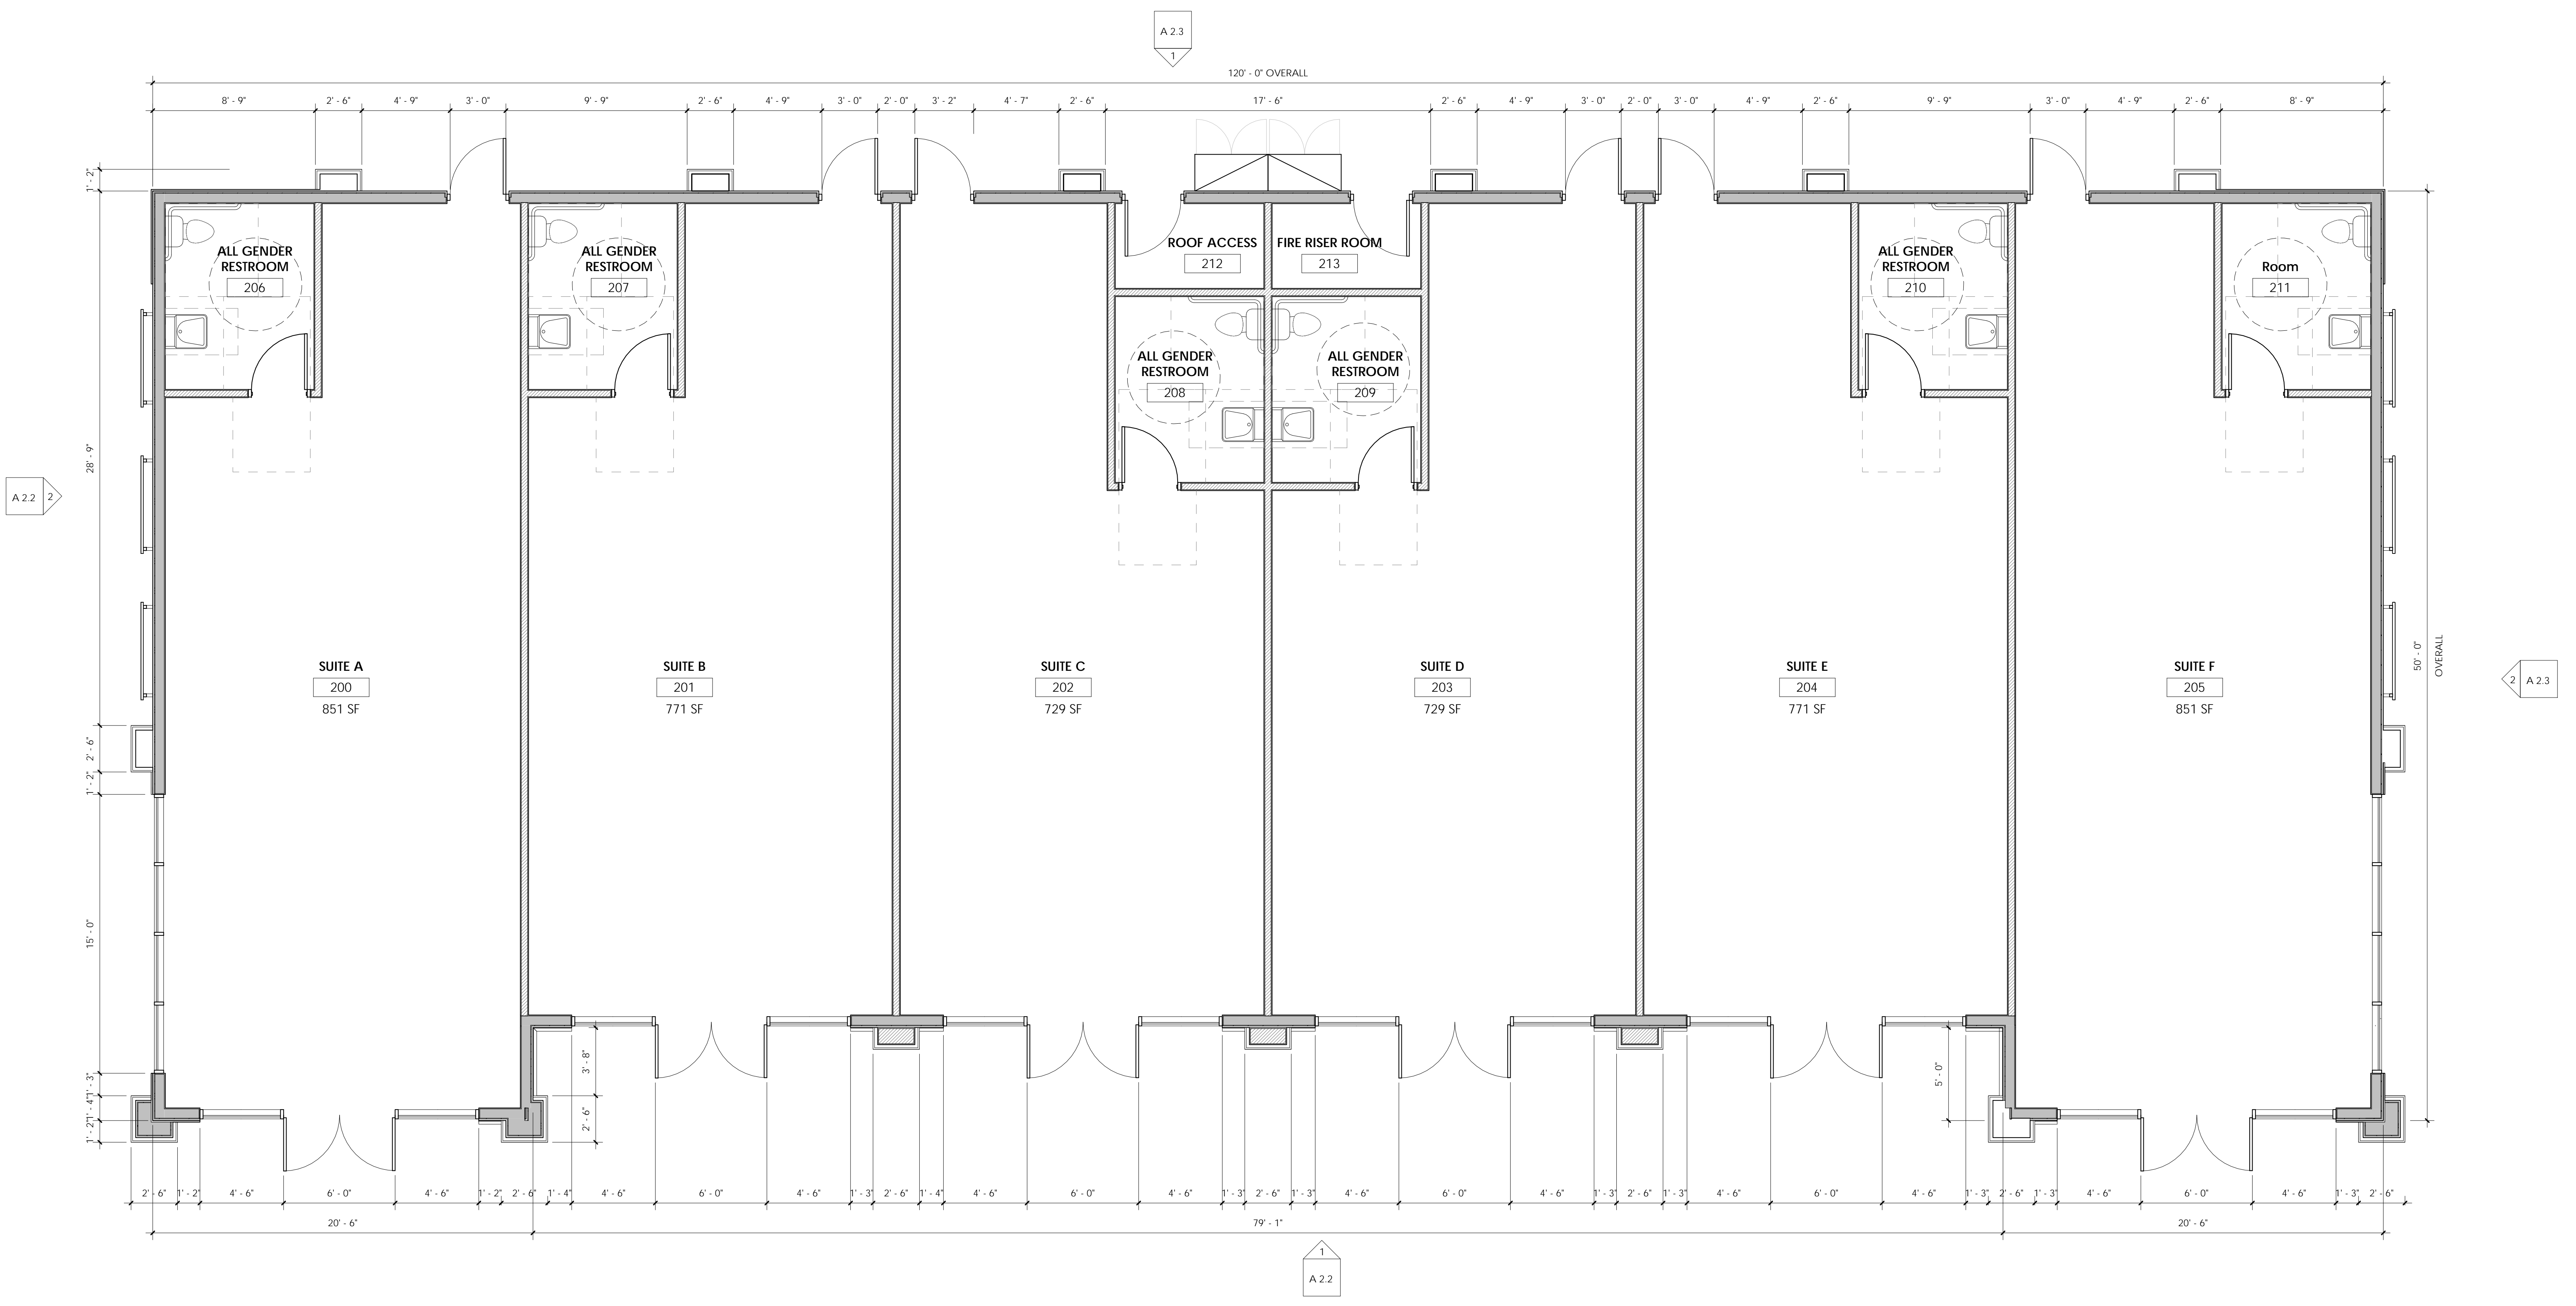 A 2.3
1
120' - 0" OVERALL
8' - 9"
2' - 6"
4' - 9"
3' - 0"
9' - 9"
2' - 6"
4' - 9"
3' - 0"
2' - 0"
3' - 2"
4' - 7"
2' - 6"
17' - 6"
2' - 6"
4' - 9"
3' - 0"
2' - 0"
3' - 0"
4' - 9"
2' - 6"
9' - 9"
3' - 0"
4' - 9"
2' - 6"
8' - 9"
1' - 2"
ALL GENDER
RESTROOM
206
ALL GENDER
RESTROOM
207
ROOF ACCESS
212
FIRE RISER ROOM
213
ALL GENDER
RESTROOM
210
Room
211
ALL GENDER
RESTROOM
208
ALL GENDER
RESTROOM
209
28' - 9"
A 2.2
2
SUITE A
200
851 SF
SUITE B
201
771 SF
SUITE C
202
729 SF
SUITE D
203
729 SF
SUITE E
204
771 SF
SUITE F
205
851 SF
50' - 0"
OVERALL
2
A 2.3
2' - 6"
1' - 2"
15' - 0"
1' - 3"
1' - 4"
1' - 2"
3' - 8"
2' - 6"
5' - 0"
2' - 6"
1' - 2"
4' - 6"
6' - 0"
4' - 6"
1' - 2"
2' - 6"
1' - 4"
4' - 6"
6' - 0"
4' - 6"
1' - 3"
2' - 6"
1' - 4"
4' - 6"
6' - 0"
4' - 6"
1' - 3"
2' - 6"
1' - 3"
4' - 6"
6' - 0"
4' - 6"
1' - 3"
2' - 6"
1' - 3"
4' - 6"
6' - 0"
4' - 6"
1' - 3"
2' - 6"
1' - 3"
4' - 6"
6' - 0"
4' - 6"
1' - 3"
2' - 6"
20' - 6"
79' - 1"
20' - 6"
1
A 2.2